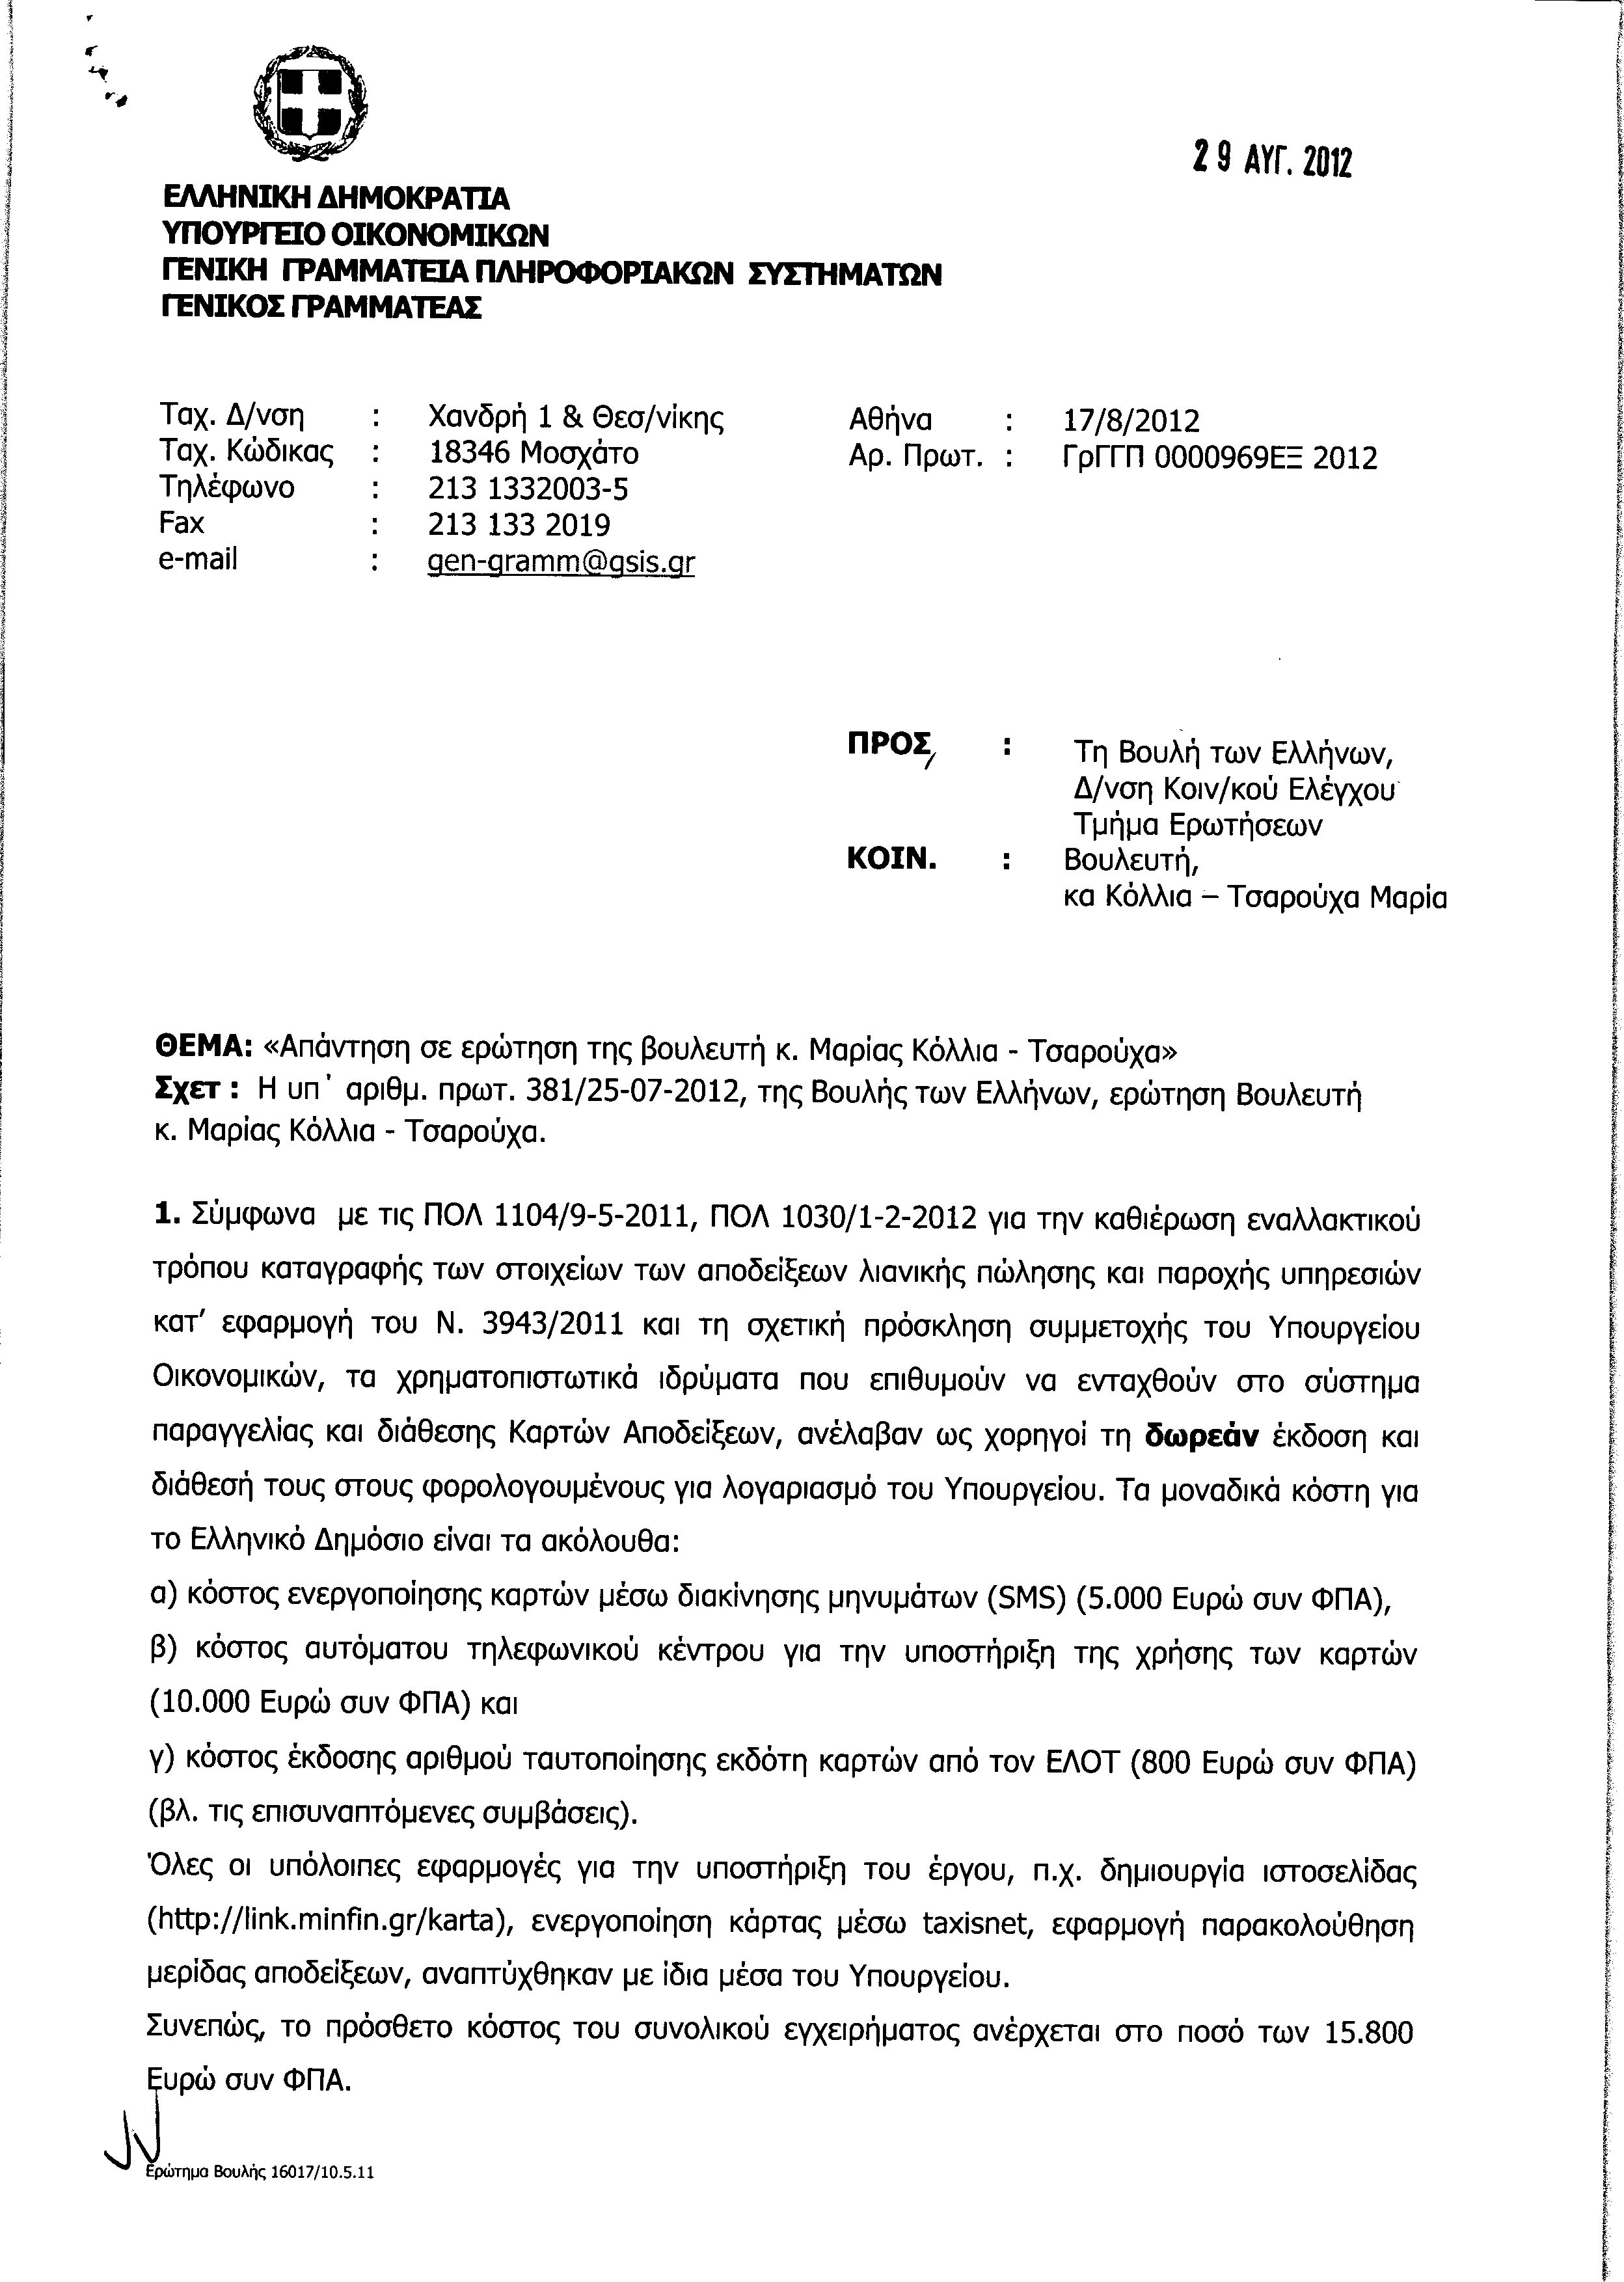 29 ΑΥΓ. 2012
ΕΛΛΗΝΙΚΗ ΔΗΜΟΚΡΑΤΙΑ
ΥΠΟΥΡΓΕΙΟ ΟΙΚΟΝΟΜΙΚΩΝ
ΓΕΝΙΚΗ ΓΡΑΜΜΑΤΕΙΑ ΠΛΗΡΟΦΟΡΙΑΚΩΝ ΣΥΣΤΗΜΑΤΩΝ
ΓΕΝΙΚΟΣ ΓΡΑΜΜΑΤΕΑΣ
Ταχ. Δ/νση : Χανδρή 1 & Θεσ/νίκης Αθήνα : 17/8/2012
Ταχ. Κώδικας : 18346 Μοσχάτο Αρ. Πρωτ. : ΓρΓΓΠ 0000969ΕΞ 2012
Τηλέφωνο : 213 1332003-5
Fax : 213 133 2019
e-mail : gen-gramm@gsis.gr
ΠΡΟΣ : Τη Βουλή των Ελλήνων,
Δ/νση Κοιν/κού Ελέγχου
Τμήμα Ερωτήσεων
ΚΟΙΝ. : Βουλευτή,
κα Κόλλια – Τσαρούχα Μαρία
ΘΕΜΑ: «Απάντηση σε ερώτηση της βουλευτή κ. Μαρίας Κόλλια - Τσαρούχα»
Σχετ : Η υπ' αριθμ. πρωτ. 381/25-07-2012, της Βουλής των Ελλήνων, ερώτηση Βουλευτή
κ. Μαρίας Κόλλια - Τσαρούχα.
1. Σύμφωνα με τις ΠΟΛ 1104/9-5-2011, ΠΟΛ 1030/1-2-2012 για την καθιέρωση εναλλακτικού
τρόπου καταγραφής των στοιχείων των αποδείξεων λιανικής πώλησης και παροχής υπηρεσιών
κατ' εφαρμογή του Ν. 3943/2011 και τη σχετική πρόσκληση συμμετοχής του Υπουργείου
Οικονομικών, τα χρηματοπιστωτικά ιδρύματα που επιθυμούν να ενταχθούν στο σύστημα
παραγγελίας και διάθεσης Καρτών Αποδείξεων, ανέλαβαν ως χορηγοί τη δωρεάν έκδοση και
διάθεσή τους στους φορολογουμένους για λογαριασμό του Υπουργείου. Τα μοναδικά κόστη για
το Ελληνικό Δημόσιο είναι τα ακόλουθα:
α) κόστος ενεργοποίησης καρτών μέσω διακίνησης μηνυμάτων (SMS) (5.000 Ευρώ συν ΦΠΑ),
β) κόστος αυτόματου τηλεφωνικού κέντρου για την υποστήριξη της χρήσης των καρτών
(10.000 Ευρώ συν ΦΠΑ) και
γ) κόστος έκδοσης αριθμού ταυτοποίησης εκδότη καρτών από τον ΕΛΟΤ (800 Ευρώ συν ΦΠΑ)
(βλ. τις επισυναπτόμενες συμβάσεις).
Όλες οι υπόλοιπες εφαρμογές για την υποστήριξη του έργου, π.χ. δημιουργία ιστοσελίδας
(http://link.minfin.gr/karta), ενεργοποίηση κάρτας μέσω taxisnet, εφαρμογή παρακολούθηση
μερίδας αποδείξεων, αναπτύχθηκαν με ίδια μέσα του Υπουργείου.
Συνεπώς, το πρόσθετο κόστος του συνολικού εγχειρήματος ανέρχεται στο ποσό των 15.800
Ευρώ συν ΦΠΑ.
Ερώτημα Βουλής 16017/10.5.11